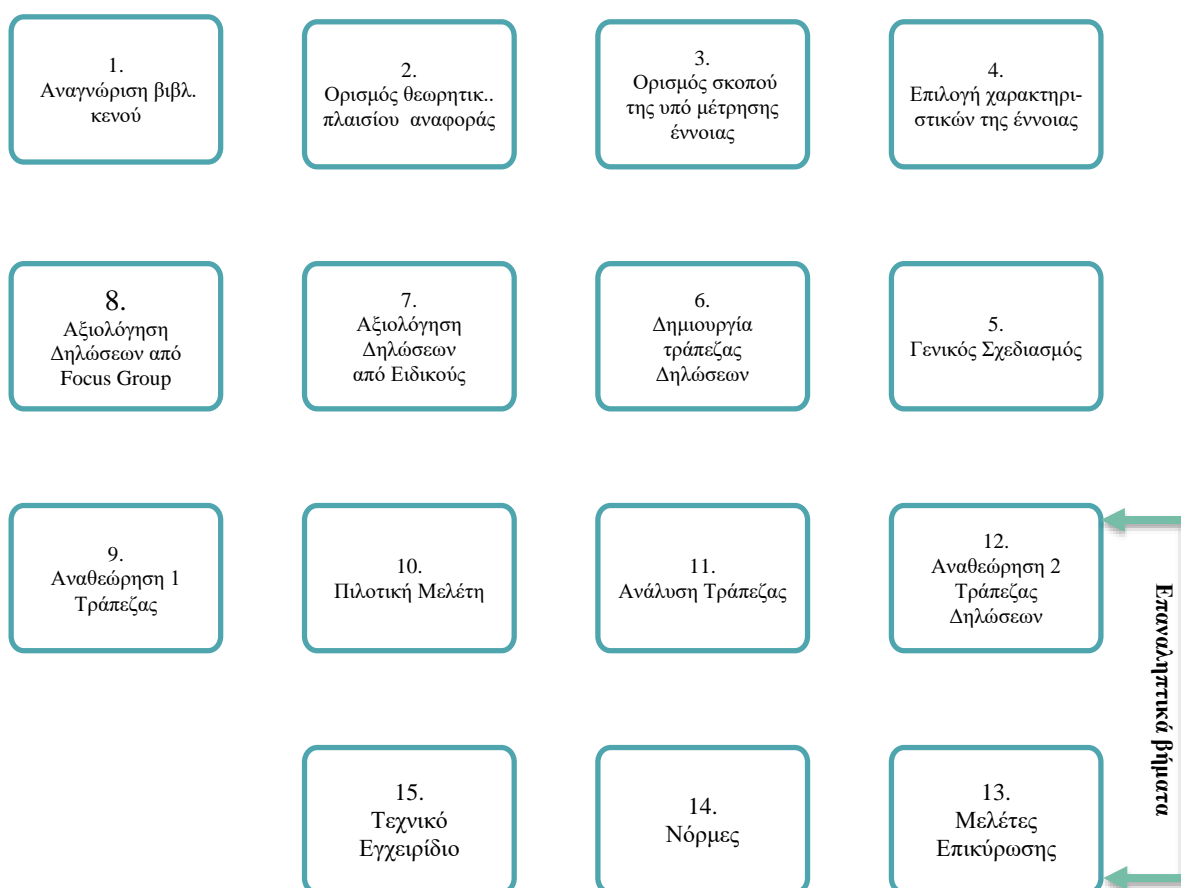 1.
Αναγνώριση βιβλ.
κενού
2.
Ορισμός θεωρητικ..
πλαισίου αναφοράς
3.
Ορισμός σκοπού
της υπό μέτρησης
έννοιας
4.
Επιλογή χαρακτηρι-
στικών της έννοιας
8.
Αξιολόγηση
Δηλώσεων από
Focus Group
7.
Αξιολόγηση
Δηλώσεων
από Ειδικούς
6.
Δημιουργία
τράπεζας
Δηλώσεων
5.
Γενικός Σχεδιασμός
9.
Αναθεώρηση 1
Τράπεζας
10.
Πιλοτική Μελέτη
11.
Ανάλυση Τράπεζας
12.
Αναθεώρηση 2
Τράπεζας
Δηλώσεων
Επαναληπτικά βήματα
15.
Τεχνικό
Εγχειρίδιο
14.
Νόρμες
13.
Μελέτες
Επικύρωσης